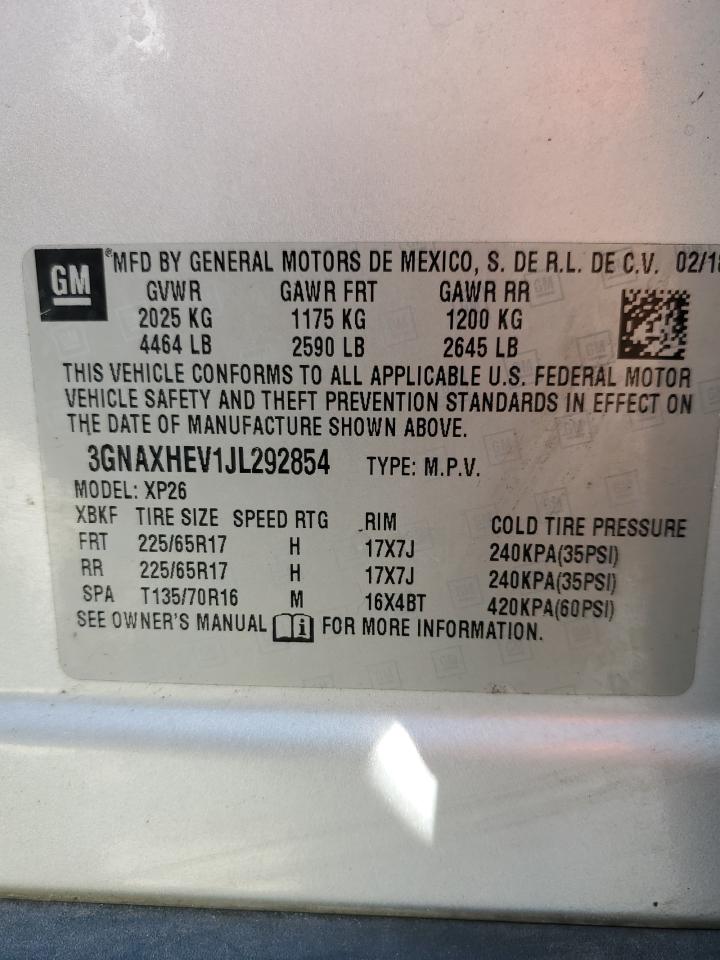 GM
®MFD BY GENERAL MOTORS DE MEXICO, S. DE R.L. DE C.V. 02/18
GVWR GAWR FRT GAWR RR
2025 KG 1175 KG 1200 KG
4464 LB 2590 LB 2645 LB
THIS VEHICLE CONFORMS TO ALL APPLICABLE U.S. FEDERAL MOTOR
VEHICLE SAFETY AND THEFT PREVENTION STANDARDS IN EFFECT ON
THE DATE OF MANUFACTURE SHOWN ABOVE.
3GNAXHEV1JL292854 TYPE: M.P.V.
MODEL: XP26
XBKF TIRE SIZE SPEED RTG RIM COLD TIRE PRESSURE
FRT 225/65R17 H 17X7J 240KPA(35PSI)
RR 225/65R17 H 17X7J 240KPA(35PSI)
SPA T135/70R16 M 16X4BT 420KPA(60PSI)
SEE OWNER'S MANUAL i FOR MORE INFORMATION.